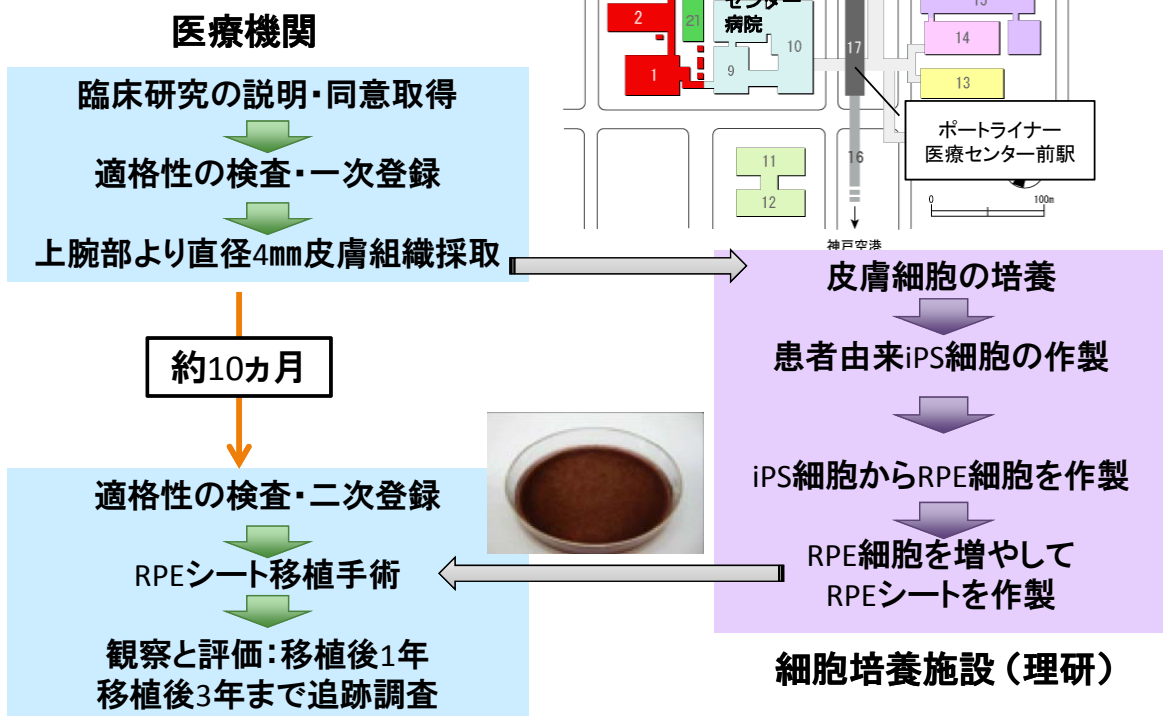 医療機関
臨床研究の説明・同意取得
適格性の検査・一次登録
上腕部より直径4㎜皮膚組織採取
約10ヵ月
適格性の検査・二次登録
RPEシート移植手術
観察と評価：移植後1年
移植後3年まで追跡調査
センター
病院
2
21
1
9
10
17
15
14
13
ポートライナー
医療センター前駅
11
12
16
0
100m
神戸空港
皮膚細胞の培養
患者由来iPS細胞の作製
iPS細胞からRPE細胞を作製
RPE細胞を増やして
RPEシートを作製
細胞培養施設（理研）